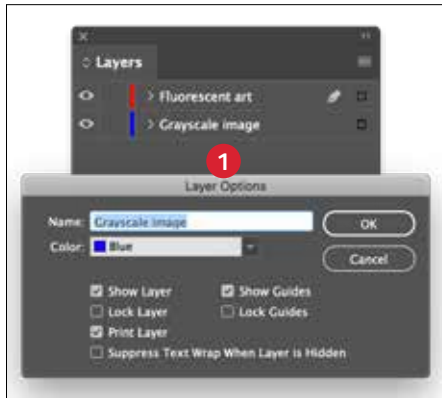 Layers
Fluorescent art
Grayscale image
1
Layer Options
Name: Grayscale image
OK
Color: Blue
Cancel
Show Layer Show Guides
Lock Layer Lock Guides
Print Layer
Suppress Text Wrap When Layer is Hidden